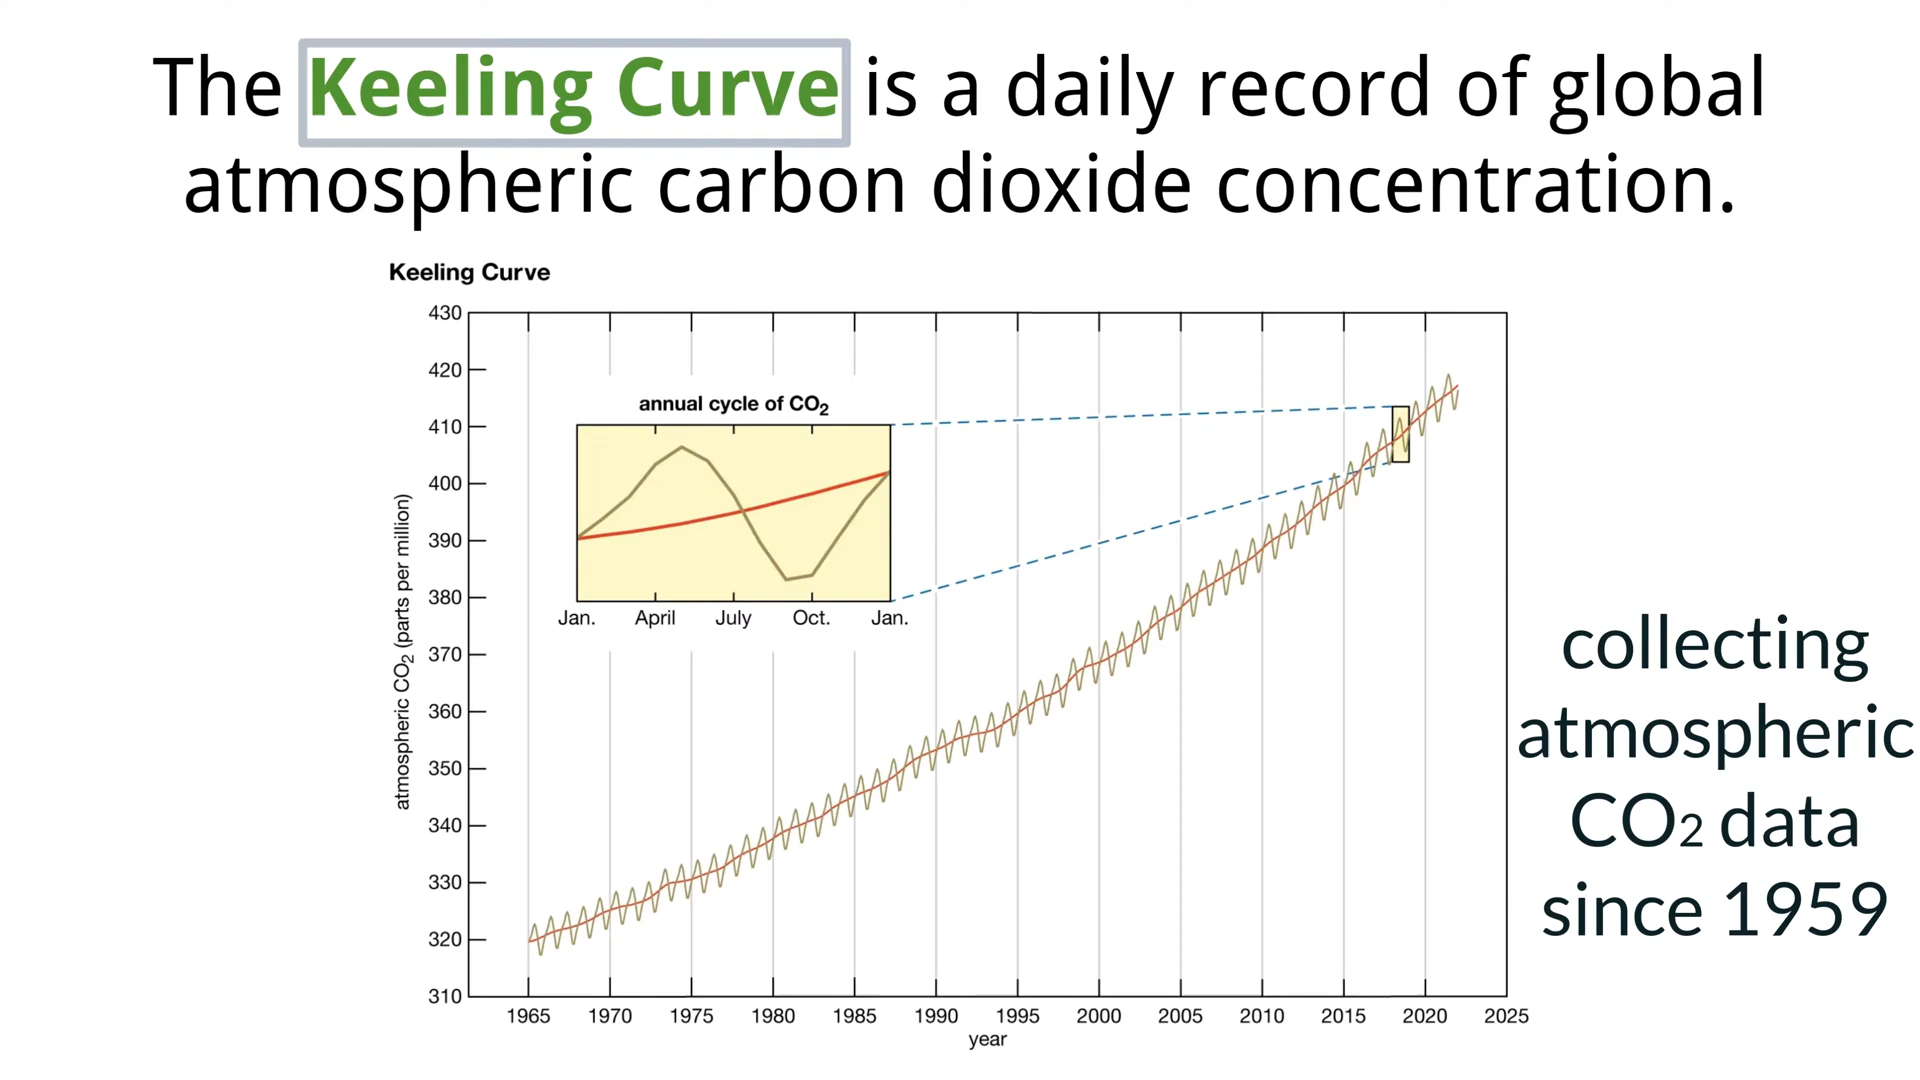 The Keeling Curve is a daily record of global
atmospheric carbon dioxide concentration.
Keeling Curve
430
420
410
400
390
380
370
360
350
340
330
320
310
atmospheric CO2 (parts per million)
annual cycle of CO2
Jan. April July Oct. Jan.
1965 1970 1975 1980 1985 1990 1995 2000 2005 2010 2015 2020 2025
year
collecting
atmospheric
CO2 data
since 1959